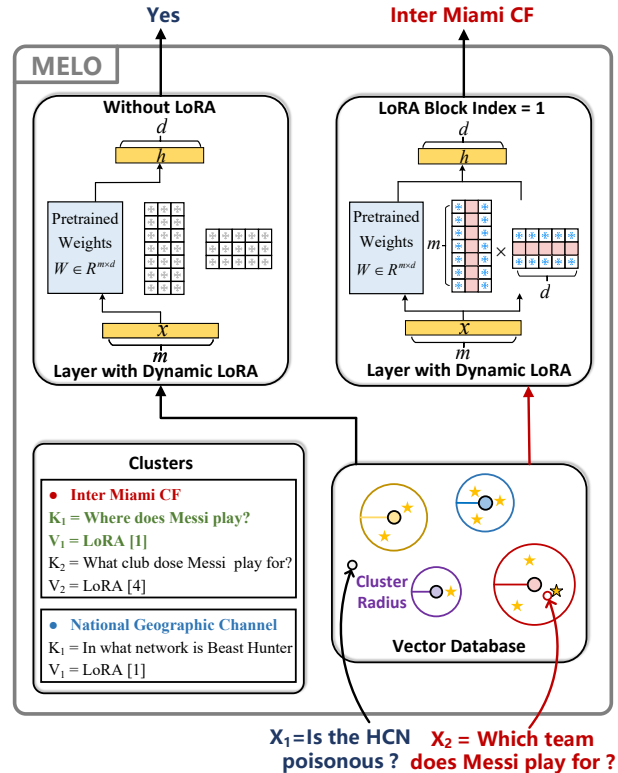 Yes
Inter Miami CF
MELO
Without LoRA
d
h
Pretrained
Weights
W ∈ R^{m×d}
x
m
Layer with Dynamic LoRA
LoRA Block Index = 1
d
h
Pretrained
Weights
W ∈ R^{m×d}
m
×
d
x
m
Layer with Dynamic LoRA
Clusters
● Inter Miami CF
K₁ = Where does Messi play?
V₁ = LoRA [1]
K₂ = What club dose Messi play for?
V₂ = LoRA [4]
● National Geographic Channel
K₁ = In what network is Beast Hunter
V₁ = LoRA [1]
Cluster
Radius
Vector Database
X₁=Is the HCN
poisonous ?
X₂ = Which team
does Messi play for ?